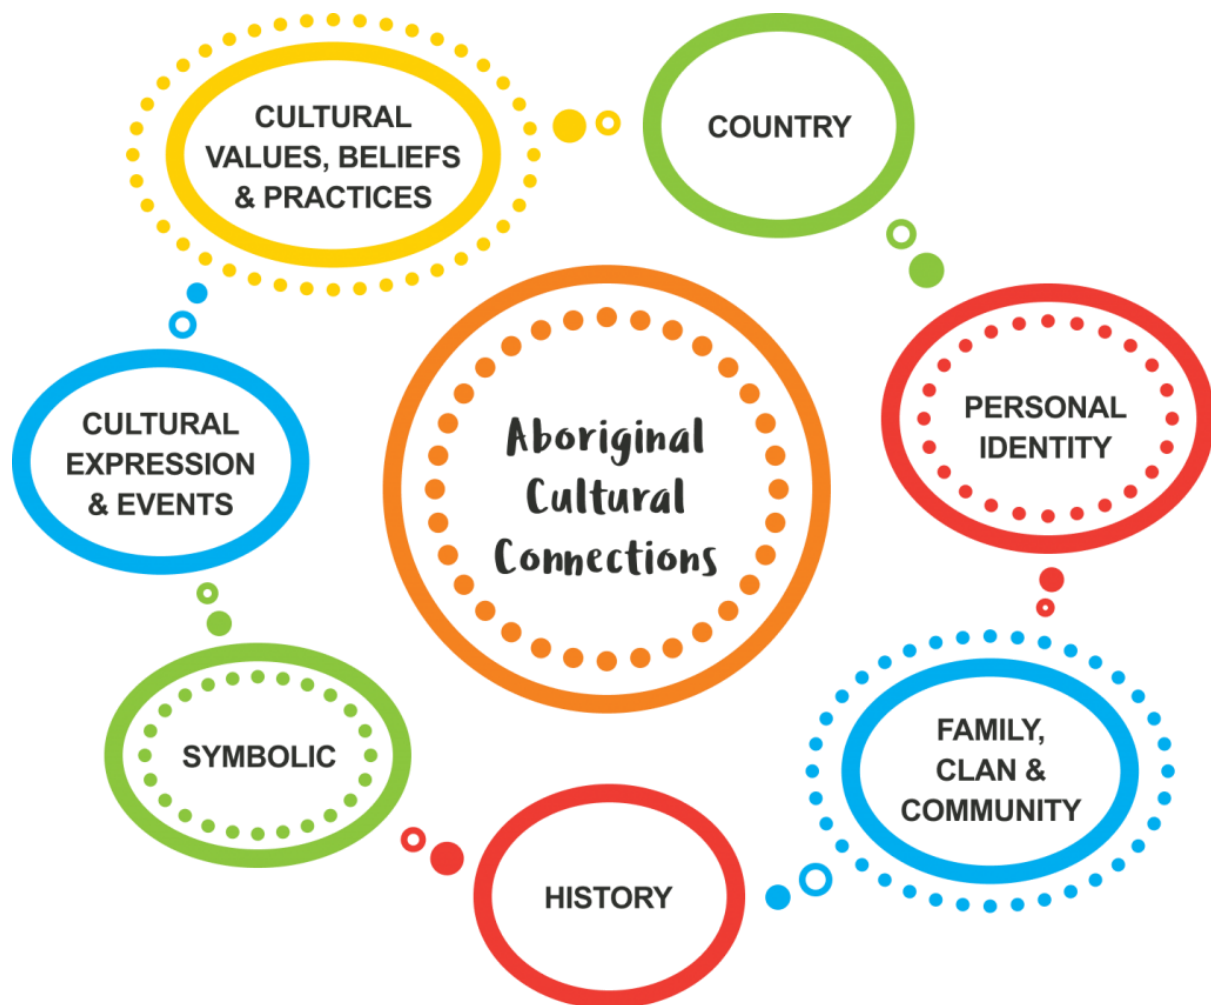 CULTURAL
VALUES, BELIEFS
& PRACTICES
COUNTRY
PERSONAL
IDENTITY
FAMILY,
CLAN &
COMMUNITY
HISTORY
SYMBOLIC
CULTURAL
EXPRESSION
& EVENTS
Aboriginal
Cultural
Connections